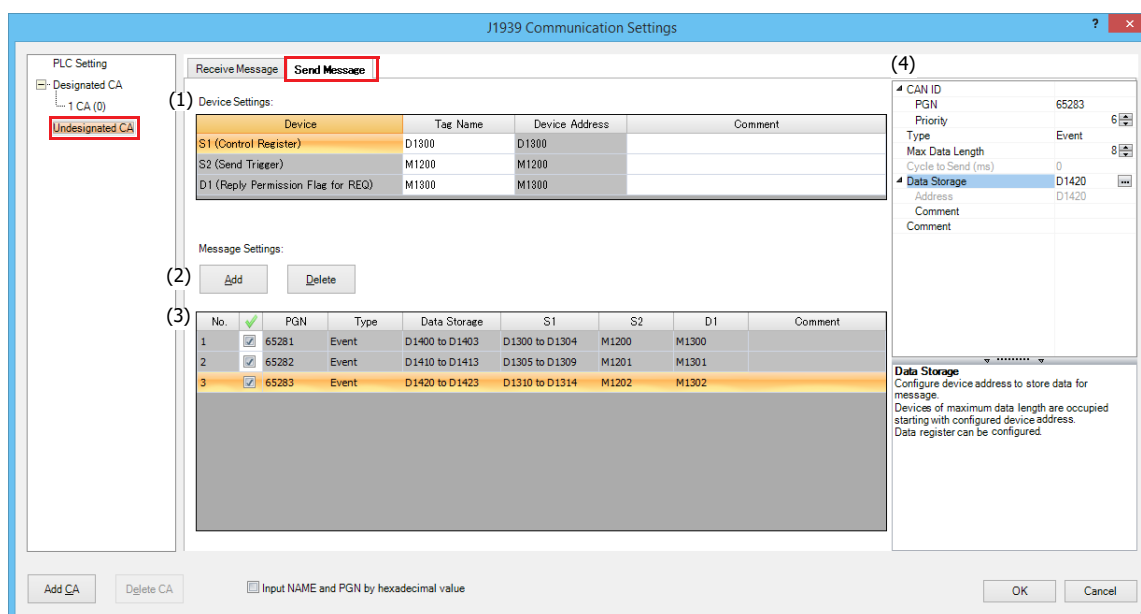 J1939 Communication Settings ? ×
PLC Setting
Designated CA
1 CA (0)
Undesignated CA
Receive Message Send Message
(1) Device Settings:
Device Tag Name Device Address Comment
S1 (Control Register) D1300 D1300
S2 (Send Trigger) M1200 M1200
D1 (Reply Permission Flag for REQ) M1300 M1300
Message Settings:
(2) Add Delete
(3) No. PGN Type Data Storage S1 S2 D1 Comment
1 65281 Event D1400 to D1403 D1300 to D1304 M1200 M1300
2 65282 Event D1410 to D1413 D1305 to D1309 M1201 M1301
3 65283 Event D1420 to D1423 D1310 to D1314 M1202 M1302
(4)
CAN ID
PGN 65283
Priority 6
Type Event
Max Data Length 8
Cycle to Send (ms) 0
Data Storage D1420 ...
Address D1420
Comment
Comment
Data Storage
Configure device address to store data for
message.
Devices of maximum data length are occupied
starting with configured device address.
Data register can be configured.
Add CA Delete CA Input NAME and PGN by hexadecimal value OK Cancel